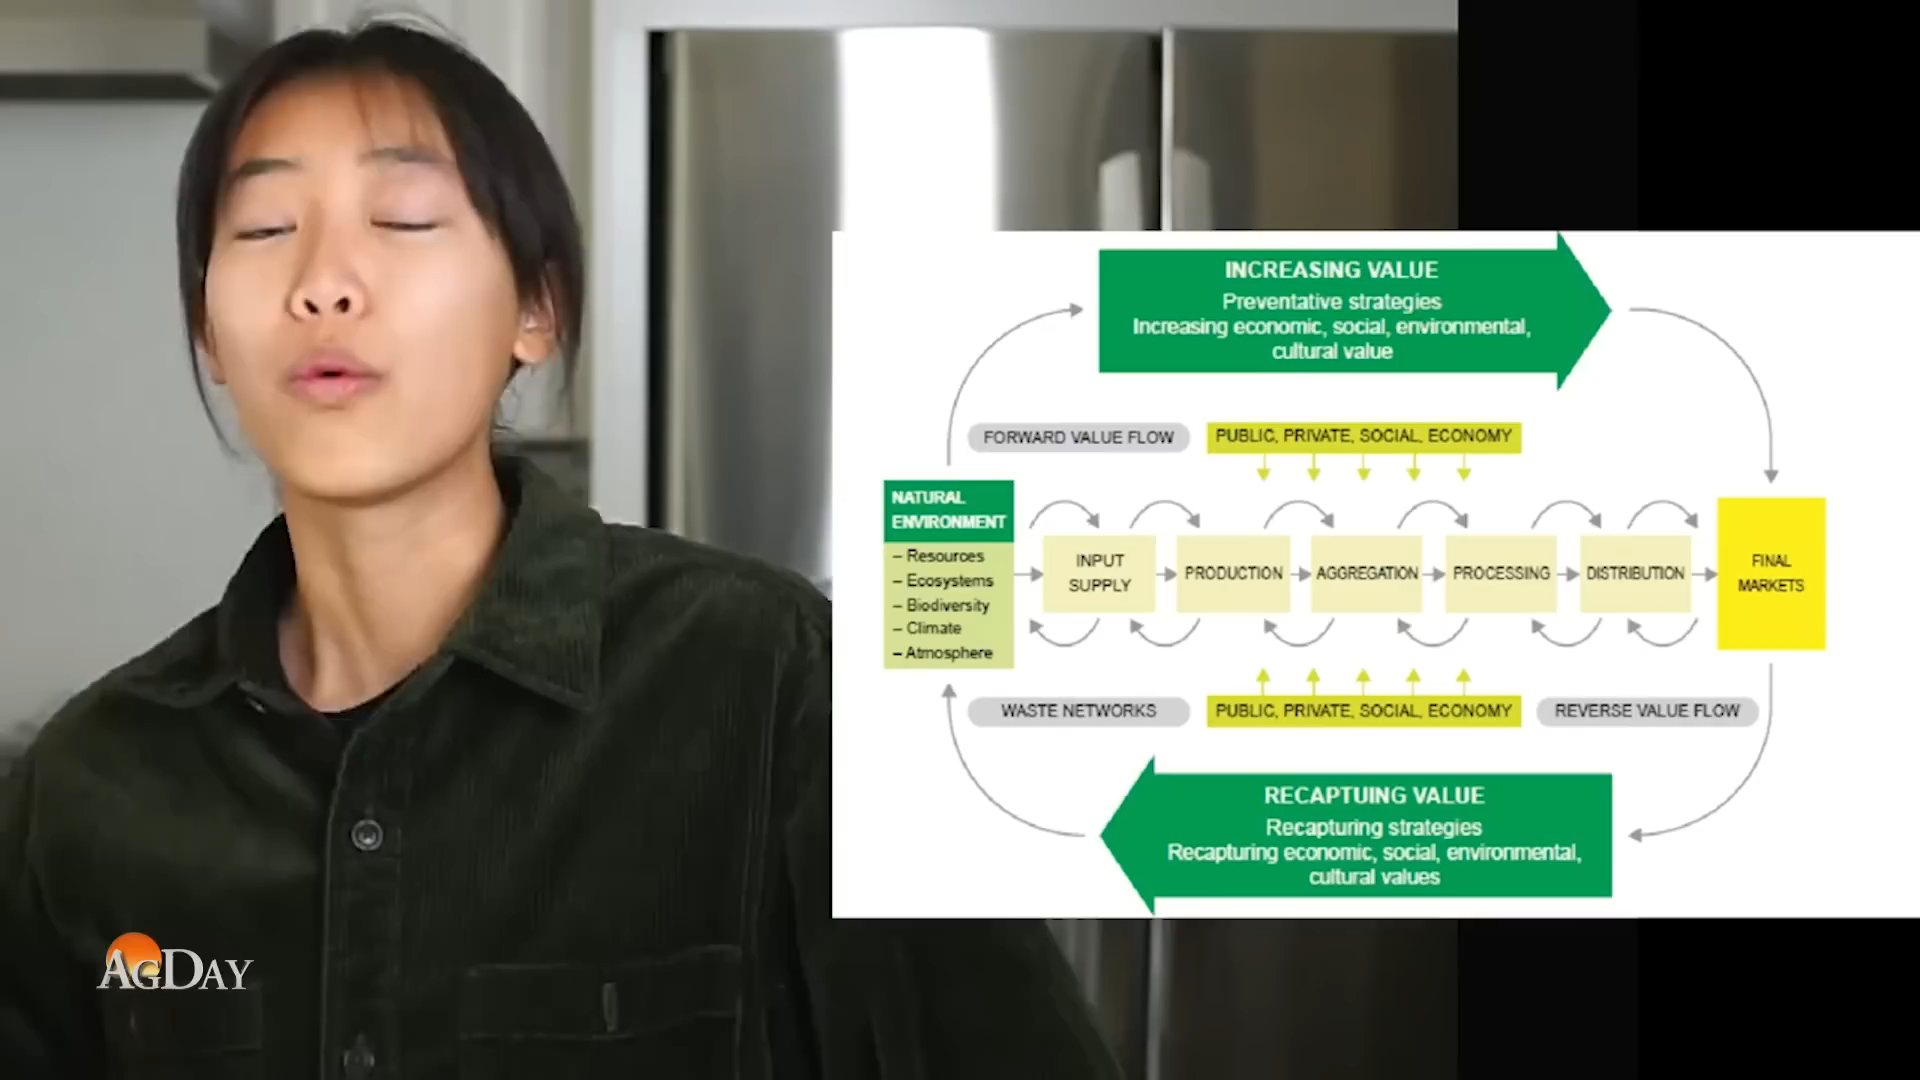 INCREASING VALUE
Preventative strategies
Increasing economic, social, environmental,
cultural value
FORWARD VALUE FLOW
PUBLIC, PRIVATE, SOCIAL, ECONOMY
NATURAL
ENVIRONMENT
– Resources
– Ecosystems
– Biodiversity
– Climate
– Atmosphere
INPUT
SUPPLY
PRODUCTION
AGGREGATION
PROCESSING
DISTRIBUTION
FINAL
MARKETS
WASTE NETWORKS
PUBLIC, PRIVATE, SOCIAL, ECONOMY
REVERSE VALUE FLOW
RECAPTUING VALUE
Recapturing strategies
Recapturing economic, social, environmental,
cultural values
AGDAY